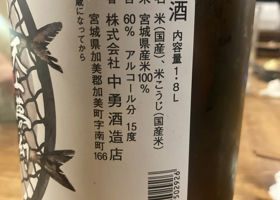 酒
内容量 1.8L
米(国産)、米こうじ(国産米)
宮城県産米100%
60% アルコール分 15度
株式会社 中勇酒造店
宮城県加美郡加美町字南町166
になってから
502926